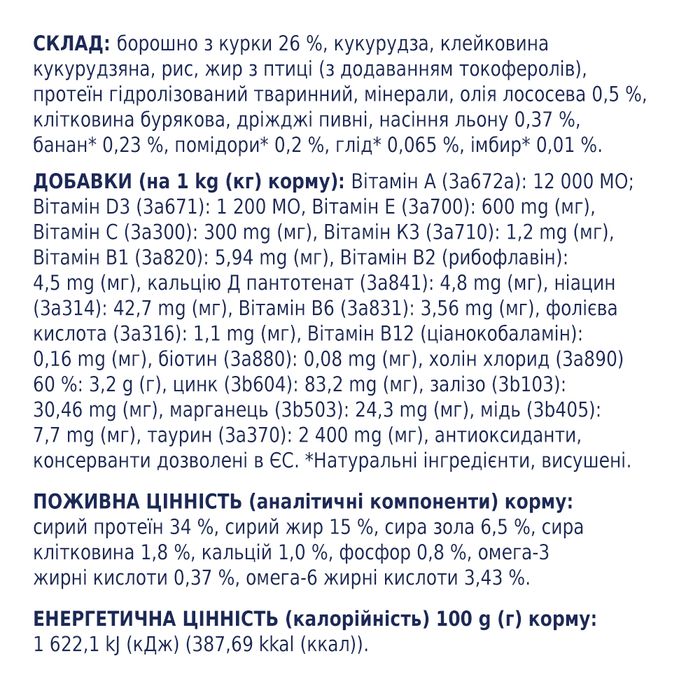 СКЛАД: борошно з курки 26 %, кукурудза, клейковина
кукурудзяна, рис, жир з птиці (з додаванням токоферолів),
протеїн гідролізований тваринний, мінерали, олія лососева 0,5 %,
клітковина бурякова, дріжджі пивні, насіння льону 0,37 %,
банан* 0,23 %, помідори* 0,2 %, глід* 0,065 %, імбир* 0,01 %.
ДОБАВКИ (на 1 kg (кг) корму): Вітамін А (3а672а): 12 000 МО;
Вітамін D3 (3а671): 1 200 МО, Вітамін Е (3а700): 600 mg (мг),
Вітамін С (3а300): 300 mg (мг), Вітамін К3 (3а710): 1,2 mg (мг),
Вітамін В1 (3а820): 5,94 mg (мг), Вітамін В2 (рибофлавін):
4,5 mg (мг), кальцію Д пантотенат (3а841): 4,8 mg (мг), ніацин
(3а314): 42,7 mg (мг), Вітамін В6 (3а831): 3,56 mg (мг), фолієва
кислота (3а316): 1,1 mg (мг), Вітамін В12 (ціанокобаламін):
0,16 mg (мг), біотин (3а880): 0,08 mg (мг), холін хлорид (3а890)
60 %: 3,2 g (г), цинк (3b604): 83,2 mg (мг), залізо (3b103):
30,46 mg (мг), марганець (3b503): 24,3 mg (мг), мідь (3b405):
7,7 mg (мг), таурин (3а370): 2 400 mg (мг), антиоксиданти,
консерванти дозволені в ЄС. *Натуральні інгредієнти, висушені.
ПОЖИВНА ЦІННІСТЬ (аналітичні компоненти) корму:
сирий протеїн 34 %, сирий жир 15 %, сира зола 6,5 %, сира
клітковина 1,8 %, кальцій 1,0 %, фосфор 0,8 %, омега-3
жирні кислоти 0,37 %, омега-6 жирні кислоти 3,43 %.
ЕНЕРГЕТИЧНА ЦІННІСТЬ (калорійність) 100 g (г) корму:
1 622,1 kJ (кДж) (387,69 kkal (ккал)).